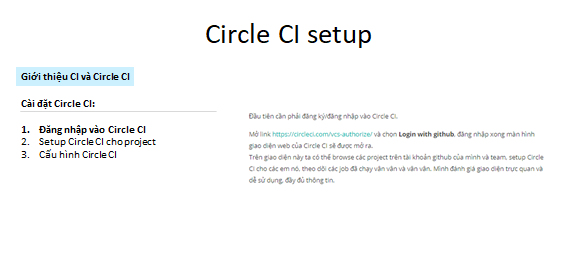 Circle CI setup
Giới thiệu CI và Circle CI
Cài đặt Circle CI:
1. Đăng nhập vào Circle CI
2. Setup Circle CI cho project
3. Cấu hình Circle CI
Đầu tiên cần phải đăng ký/đăng nhập vào Circle CI.
Mở link https://circleci.com/vcs-authorize/ và chọn Login with github, đăng nhập xong màn hình
giao diện web của Circle CI sẽ được mở ra.
Trên giao diện này ta có thể browse các project trên tài khoản github của mình và team, setup Circle
CI cho các em nó, theo dõi các job đã chạy vân vân và vân vân. Mình đánh giá giao diện trực quan và
dễ sử dụng, đầy đủ thông tin.